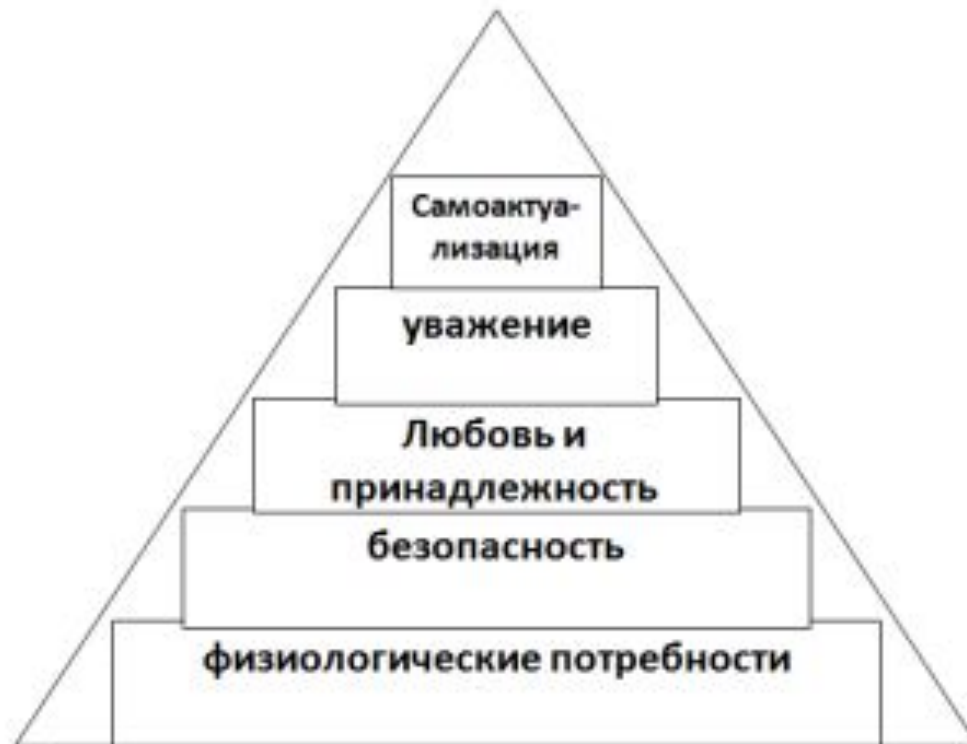 Самоактуа-
лизация
уважение
Любовь и
принадлежность
безопасность
физиологические потребности